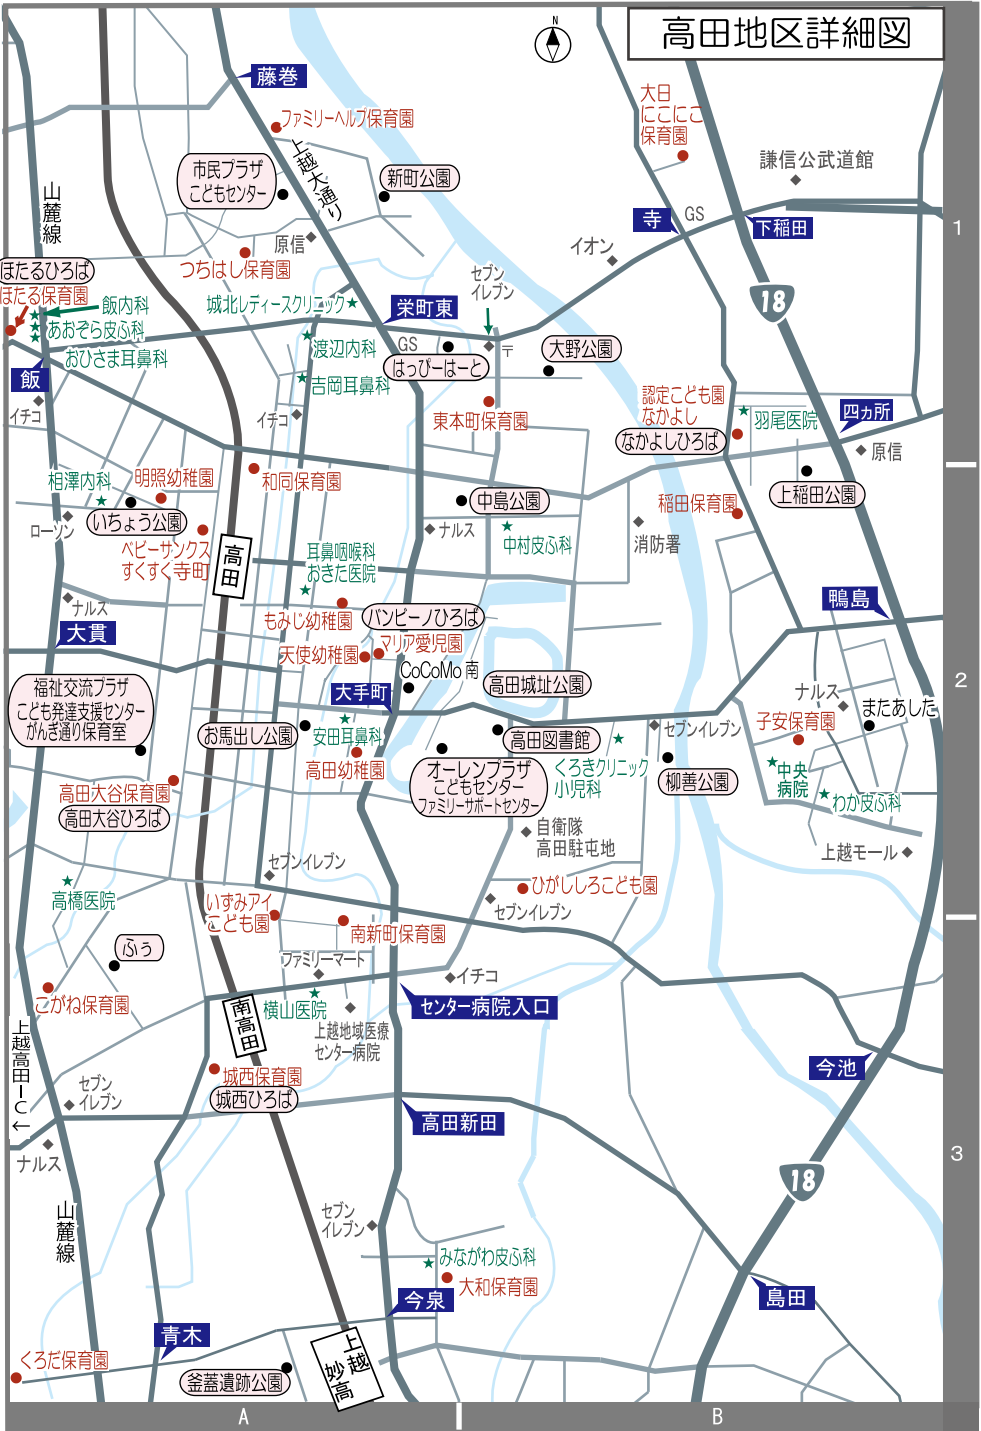 高田地区詳細図
N
藤巻
ファミリーヘルプ保育園
大日
にこにこ
保育園
上越大通り
市民プラザ
こどもセンター
新町公園
謙信公武道館
山麓線
寺
GS
下稲田
1
原信
イオン
つちはし保育園
セブン
イレブン
ほたるひろば
ほたる保育園
飯内科
城北レディースクリニック
栄町東
18
あおぞら皮ふ科
おひさま耳鼻科
渡辺内科
GS
はっぴーはーと
〒
大野公園
飯
吉岡耳鼻科
認定こども園
なかよし
イチコ
イチコ
東本町保育園
なかよしひろば
羽尾医院
四ヵ所
原信
相澤内科
明照幼稚園
和同保育園
中島公園
稲田保育園
上稲田公園
いちょう公園
ローソン
ナルス
中村皮ふ科
消防署
ベビーサンクス
すくすく寺町
高田
耳鼻咽喉科
おきた医院
ナルス
もみじ幼稚園
バンビーノひろば
鴨島
大貫
天使幼稚園
マリア愛児園
CoCoMo南
福祉交流プラザ
こども発達支援センター
がんぎ通り保育室
大手町
高田城址公園
2
ナルス
またあした
お馬出し公園
安田耳鼻科
高田図書館
セブンイレブン
子安保育園
高田幼稚園
オーレンプラザ
こどもセンター
ファミリーサポートセンター
くろきクリニック
小児科
柳善公園
中央
病院
わか皮ふ科
高田大谷保育園
高田大谷ひろば
自衛隊
高田駐屯地
上越モール
セブンイレブン
高橋医院
いずみアイ
こども園
ひがししろこども園
セブンイレブン
南新町保育園
ふぅ
ファミリーマート
イチコ
こがね保育園
南高田
横山医院
センター病院入口
上越地域医療
センター病院
上越高田IC←
今池
城西保育園
城西ひろば
セブン
イレブン
高田新田
3
ナルス
18
山麓線
セブン
イレブン
みながわ皮ふ科
大和保育園
今泉
島田
青木
上越妙高
くろだ保育園
釜蓋遺跡公園
A
B